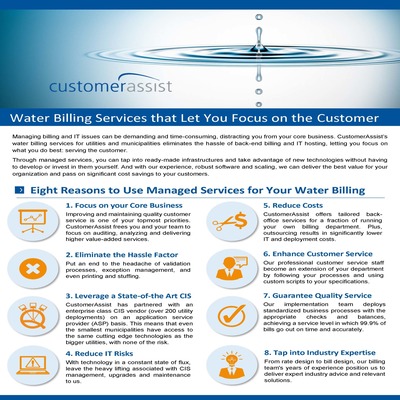 customerassist
Water Billing Services that Let You Focus on the Customer
Managing billing and IT issues can be demanding and time-consuming, distracting you from your core business. CustomerAssist's
water billing services for utilities and municipalities eliminates the hassle of back-end billing and IT hosting, letting you focus on
what you do best: serving the customer.
Through managed services, you can tap into ready-made infrastructures and take advantage of new technologies without having
to develop or invest in them yourself. And with our experience, robust software and scaling, we can deliver the best value for your
organization and pass on significant cost savings to your customers.
Eight Reasons to Use Managed Services for Your Water Billing
1. Focus on your Core Business
Improving and maintaining quality customer
service is one of your topmost priorities.
CustomerAssist frees you and your team to
focus on auditing, analyzing and delivering
higher value-added services.
2. Eliminate the Hassle Factor
Put an end to the headache of validation
processes, exception management, and
even printing and stuffing.
3. Leverage a State-of-the Art CIS
CustomerAssist has partnered with an
enterprise class CIS vendor (over 200 utility
deployments) on an application service
provider (ASP) basis. This means that even
the smallest municipalities have access to
the same cutting edge technologies as the
bigger utilities, with none of the risk.
4. Reduce IT Risks
With technology in a constant state of flux,
leave the heavy lifting associated with CIS
management, upgrades and maintenance
to us.
5. Reduce Costs
CustomerAssist offers tailored back-
office services for a fraction of running
your own billing department. Plus,
outsourcing results in significantly lower
IT and deployment costs.
6. Enhance Customer Service
Our professional customer service staff
become an extension of your department
by following your processes and using
custom scripts to your specifications.
7. Guarantee Quality Service
Our implementation team deploys
standardized business processes with the
appropriate checks and balances,
achieving a service level in which 99.9% of
bills go out on time and accurately.
8. Tap into Industry Expertise
From rate design to bill design, our billing
team's years of experience position us to
deliver expert industry advice and relevant
solutions.